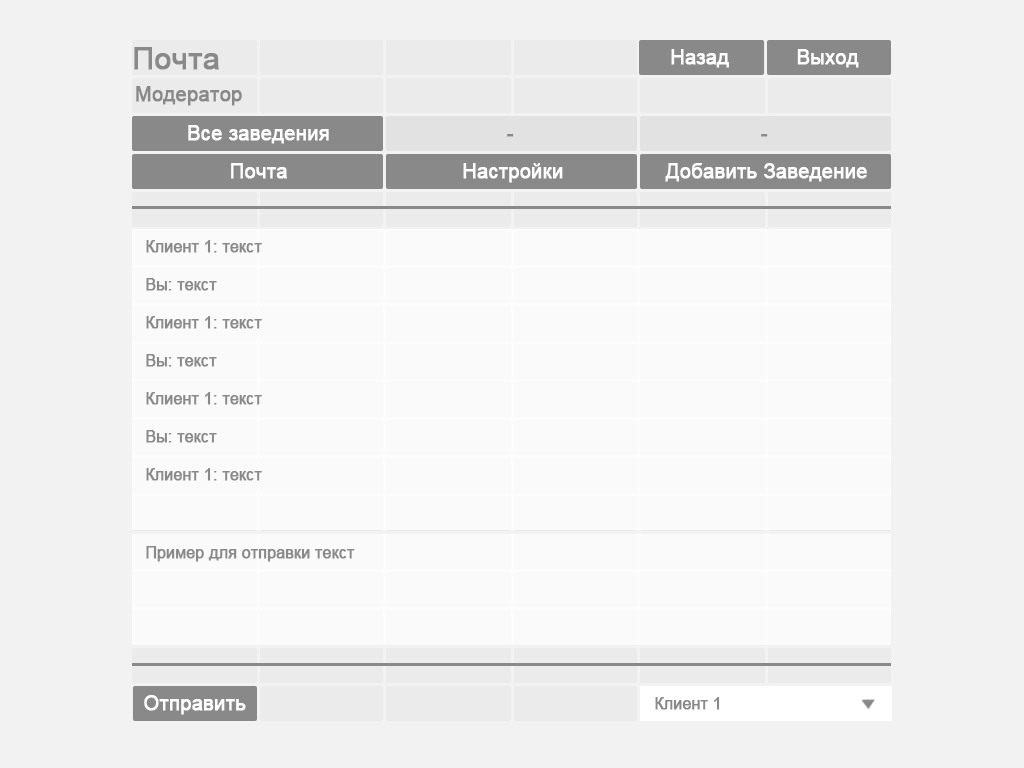 Почта
Назад
Выход
Модератор
Все заведения
-
-
Почта
Настройки
Добавить Заведение
Клиент 1: текст
Вы: текст
Клиент 1: текст
Вы: текст
Клиент 1: текст
Вы: текст
Клиент 1: текст
Пример для отправки текст
Отправить
Клиент 1